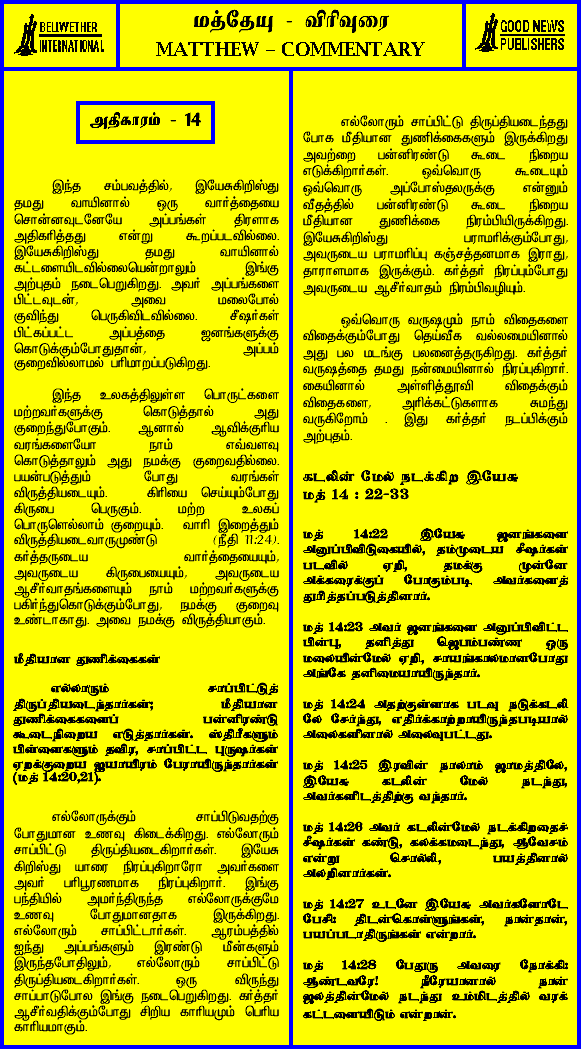 BELLWETHER
INTERNATIONAL
மத்தேயு - விரிவுரை
MATTHEW – COMMENTARY
GOOD NEWS
PUBLISHERS
அதிகாரம் - 14
இந்த சம்பவத்தில், இயேசுகிறிஸ்து
தமது வாயினால் ஒரு வார்த்தையை
சொன்னவுடனேயே அப்பங்கள் திரளாக
அதிகரித்தது என்று கூறப்படவில்லை.
இயேசுகிறிஸ்து தமது வாயினால்
கட்டளையிடவில்லையென்றாலும் இங்கு
அற்புதம் நடைபெறுகிறது. அவர் அப்பங்களை
பிட்டவுடன், அவை மலைபோல்
குவிந்து பெருகிவிடவில்லை. சீஷர்கள்
பிட்கப்பட்ட அப்பத்தை ஜனங்களுக்கு
கொடுக்கும்போதுதான், அப்பம்
குறைவில்லாமல் பரிமாறப்படுகிறது.
இந்த உலகத்திலுள்ள பொருட்களை
மற்றவர்களுக்கு கொடுத்தால் அது
குறைந்துபோகும். ஆனால் ஆவிக்குரிய
வரங்களையோ நாம் எவ்வளவு
கொடுத்தாலும் அது நமக்கு குறைவதில்லை.
பயன்படுத்தும் போது வரங்கள்
விருத்தியடையும். கிரியை செய்யும்போது
கிருபை பெருகும். மற்ற உலகப்
பொருளெல்லாம் குறையும். வாரி இறைத்தும்
விருத்தியடைவாருமுண்டு (நீதி 11:24).
கர்த்தருடைய வார்த்தையையும்,
அவருடைய கிருபையையும், அவருடைய
ஆசீர்வாதங்களையும் நாம் மற்றவர்களுக்கு
பகிர்ந்துகொடுக்கும்போது, நமக்கு குறைவு
உண்டாகாது. அவை நமக்கு விருத்தியாகும்.
மீதியான துணிக்கைகள்
எல்லாரும் சாப்பிட்டுத்
திருப்தியடைந்தார்கள்; மீதியான
துணிக்கைகளைப் பன்னிரண்டு
கூடைநிறைய எடுத்தார்கள். ஸ்திரீகளும்
பிள்ளைகளும் தவிர, சாப்பிட்ட புருஷர்கள்
ஏறக்குறைய ஐயாயிரம் பேராயிருந்தார்கள்
(மத் 14:20,21).
எல்லோருக்கும் சாப்பிடுவதற்கு
போதுமான உணவு கிடைக்கிறது. எல்லோரும்
சாப்பிட்டு திருப்தியடைகிறார்கள். இயேசு
கிறிஸ்து யாரை நிரப்புகிறாரோ அவர்களை
அவர் பரிபூரணமாக நிரப்புகிறார். இங்கு
பந்தியில் அமர்ந்திருந்த எல்லோருக்குமே
உணவு போதுமானதாக இருக்கிறது.
எல்லோரும் சாப்பிட்டார்கள். ஆரம்பத்தில்
ஐந்து அப்பங்களும் இரண்டு மீன்களும்
இருந்தபோதிலும், எல்லோரும் சாப்பிட்டு
திருப்தியடைகிறார்கள். ஒரு விருந்து
சாப்பாடுபோல இங்கு நடைபெறுகிறது. கர்த்தர்
ஆசீர்வதிக்கும்போது சிறிய காரியமும் பெரிய
காரியமாகும்.
எல்லோரும் சாப்பிட்டு திருப்தியடைந்தது
போக மீதியான துணிக்கைகளும் இருக்கிறது
அவற்றை பன்னிரண்டு கூடை நிறைய
எடுக்கிறார்கள். ஒவ்வொரு கூடையும்
ஒவ்வொரு அப்போஸ்தலருக்கு என்னும்
வீதத்தில் பன்னிரண்டு கூடை நிறைய
மீதியான துணிக்கை நிரம்பியிருக்கிறது.
இயேசுகிறிஸ்து பராமரிக்கும்போது,
அவருடைய பராமரிப்பு கஞ்சத்தனமாக இராது,
தாராளமாக இருக்கும். கர்த்தர் நிரப்பும்போது
அவருடைய ஆசீர்வாதம் நிரம்பிவழியும்.
ஒவ்வொரு வருஷமும் நாம் விதைகளை
விதைக்கும்போது தெய்வீக வல்லமையினால்
அது பல மடங்கு பலனைத்தருகிறது. கர்த்தர்
வருஷத்தை தமது நன்மையினால் நிரப்புகிறார்.
கையினால் அள்ளித்தூவி விதைக்கும்
விதைகளை, அரிக்கட்டுகளாக சுமந்து
வருகிறோம் . இது கர்த்தர் நடப்பிக்கும்
அற்புதம்.
கடலின் மேல் நடக்கிற இயேசு
மத் 14 : 22-33
மத் 14:22 இயேசு ஜனங்களை
அனுப்பிவிடுகையில், தம்முடைய சீஷர்கள்
படவில் ஏறி, தமக்கு முன்னே
அக்கரைக்குப் போகும்படி அவர்களைத்
துரிதப்படுத்தினார்.
மத் 14:23 அவர் ஜனங்களை அனுப்பிவிட்ட
பின்பு, தனித்து ஜெபம்பண்ண ஒரு
மலையின்மேல் ஏறி, சாயங்காலமானபோது
அங்கே தனிமையாயிருந்தார்.
மத் 14:24 அதற்குள்ளாக படவு நடுக்கடலி
லே சேர்ந்து, எதிர்க்காற்றாயிருந்தபடியால்
அலைகளினால் அலைவுபட்டது.
மத் 14:25 இரவின் நாலாம் ஜாமத்திலே,
இயேசு கடலின் மேல் நடந்து,
அவர்களிடத்திற்கு வந்தார்.
மத் 14:26 அவர் கடலின்மேல் நடக்கிறதைச்
சீஷர்கள் கண்டு, கலக்கமடைந்து, ஆவேசம்
என்று சொல்லி, பயத்தினால்
அலறினார்கள்.
மத் 14:27 உடனே இயேசு அவர்களோடே
பேசி: திடன்கொள்ளுங்கள், நான்தான்,
பயப்படாதிருங்கள் என்றார்.
மத் 14:28 பேதுரு அவரை நோக்கி:
ஆண்டவரே! நீரேயானால் நான்
ஜலத்தின்மேல் நடந்து உம்மிடத்தில் வரக்
கட்டளையிடும் என்றான்.